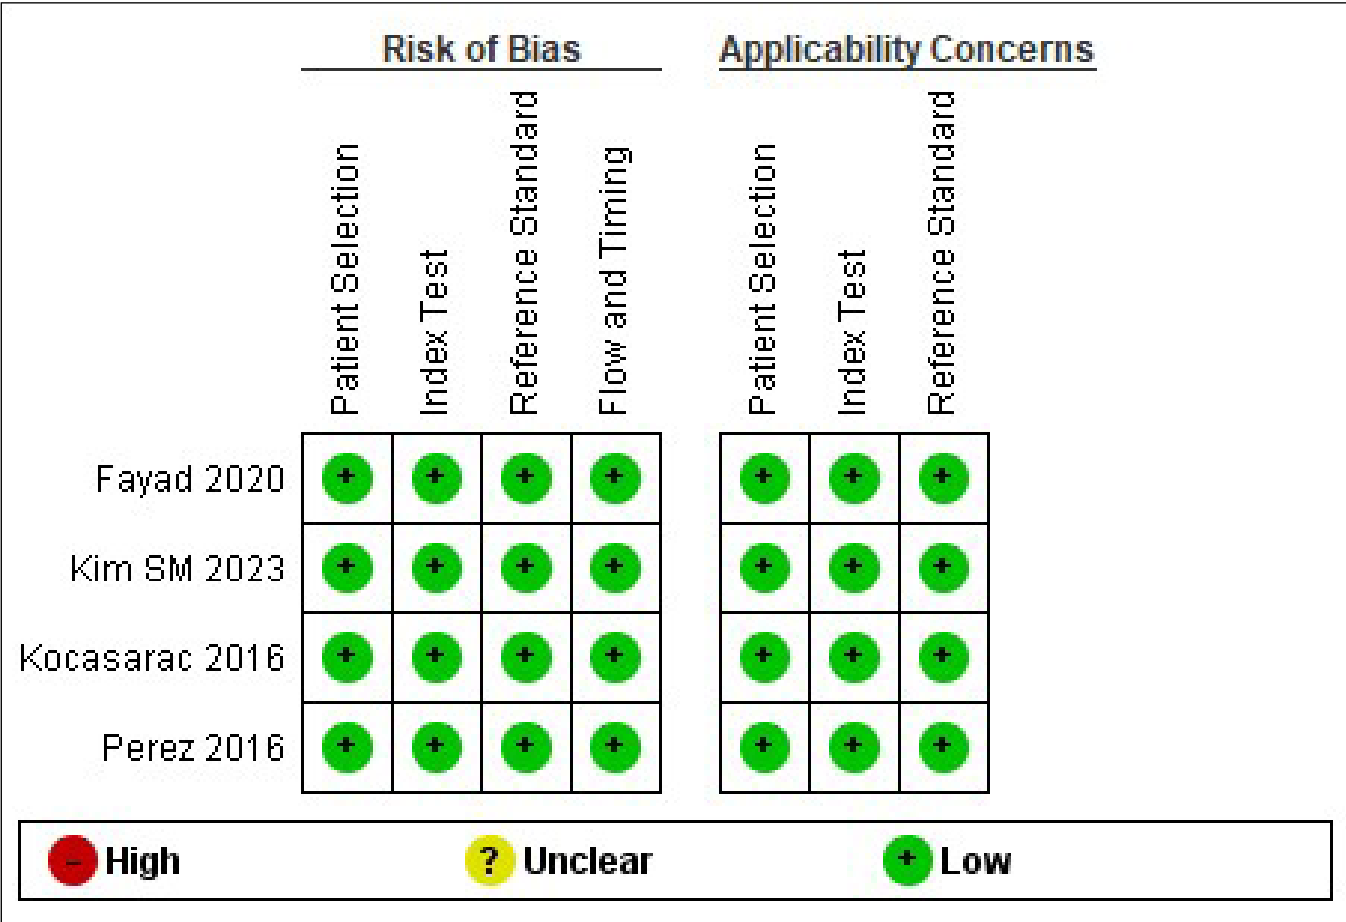 Risk of Bias
Applicability Concerns
Patient Selection
Index Test
Reference Standard
Flow and Timing
Patient Selection
Index Test
Reference Standard
Fayad 2020 + + + + + + +
Kim SM 2023 + + + + + + +
Kocasarac 2016 + + + + + + +
Perez 2016 + + + + + + +
- High ? Unclear + Low